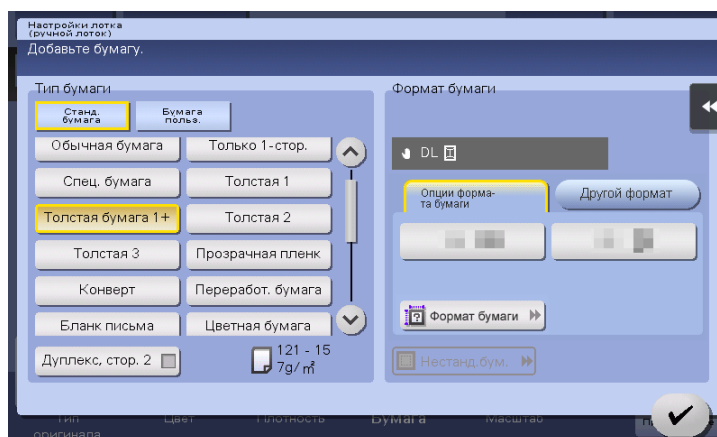 Настройки лотка
(ручной лоток)
Добавьте бумагу.
Тип бумаги
Станд.
бумага
Бумага
польз.
Обычная бумага
Только 1-стор.
Спец. бумага
Толстая 1
Толстая бумага 1+
Толстая 2
Толстая 3
Прозрачная пленк
Конверт
Переработ. бумага
Бланк письма
Цветная бумага
Дуплекс, стор. 2
121 - 15
7g/㎡
Формат бумаги
DL
Опции форма-
та бумаги
Другой формат
Формат бумаги
Нестанд.бум.
Тип
оригинала
Цвет
Плотность
Бумага
Масштаб